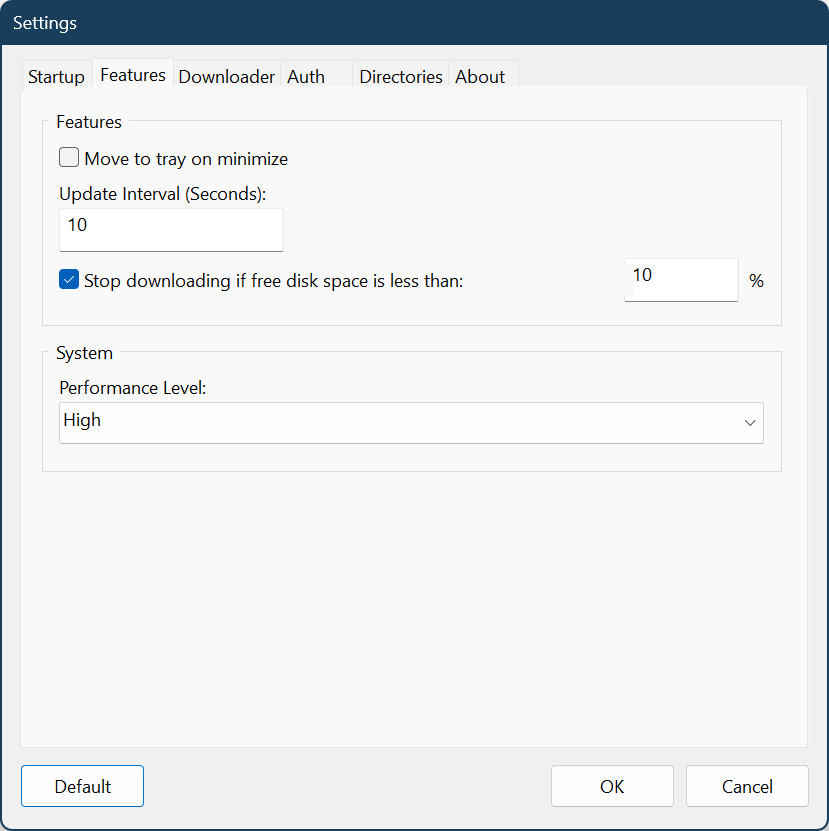 Settings
Startup Features Downloader Auth Directories About
Features
Move to tray on minimize
Update Interval (Seconds):
10
Stop downloading if free disk space is less than: 10 %
System
Performance Level:
High
Default OK Cancel